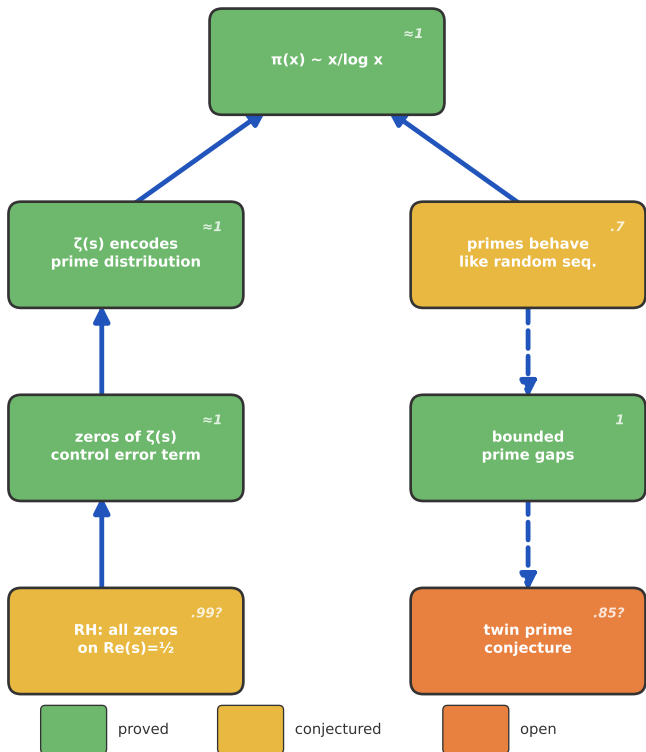 ≈1
π(x) ~ x/log x
≈1
ζ(s) encodes
prime distribution
.7
primes behave
like random seq.
≈1
zeros of ζ(s)
control error term
1
bounded
prime gaps
.99?
RH: all zeros
on Re(s)=½
.85?
twin prime
conjecture
proved
conjectured
open